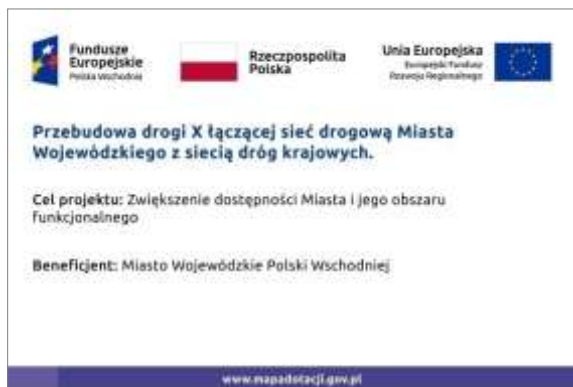 Fundusze
Europejskie
Polska Wschodnia
Rzeczpospolita
Polska
Unia Europejska
Europejski Fundusz
Rozwoju Regionalnego
Przebudowa drogi X łączącej sieć drogową Miasta
Wojewódzkiego z siecią dróg krajowych.
Cel projektu: Zwiększenie dostępności Miasta i jego obszaru
funkcjonalnego
Beneficjent: Miasto Wojewódzkie Polski Wschodniej
www.mapadotacji.gov.pl